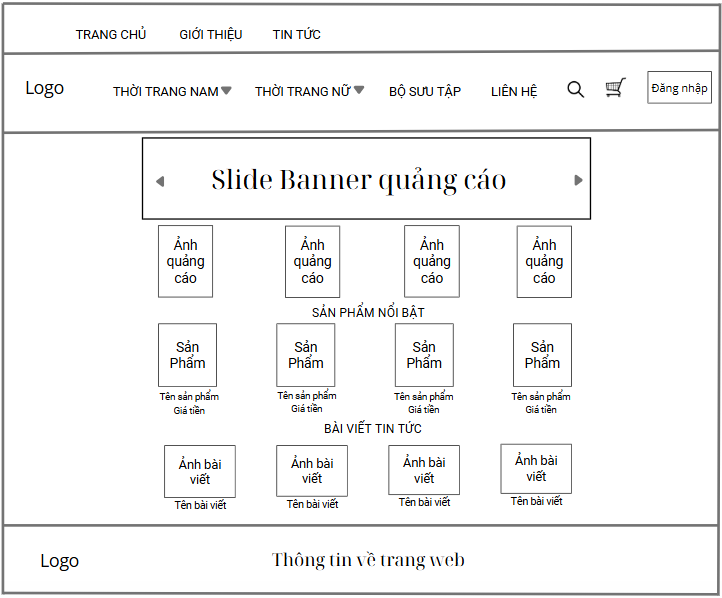 TRANG CHỦ GIỚI THIỆU TIN TỨC
Logo THỜI TRANG NAM THỜI TRANG NỮ BỘ SƯU TẬP LIÊN HỆ Đăng nhập
Slide Banner quảng cáo
Ảnh Ảnh Ảnh Ảnh
quảng quảng quảng quảng
cáo cáo cáo cáo
SẢN PHẨM NỔI BẬT
Sản Sản Sản Sản
Phẩm Phẩm Phẩm Phẩm
Tên sản phẩm Tên sản phẩm Tên sản phẩm Tên sản phẩm
Giá tiền Giá tiền Giá tiền Giá tiền
BÀI VIẾT TIN TỨC
Ảnh bài Ảnh bài Ảnh bài Ảnh bài
viết viết viết viết
Tên bài viết Tên bài viết Tên bài viết Tên bài viết
Logo Thông tin về trang web